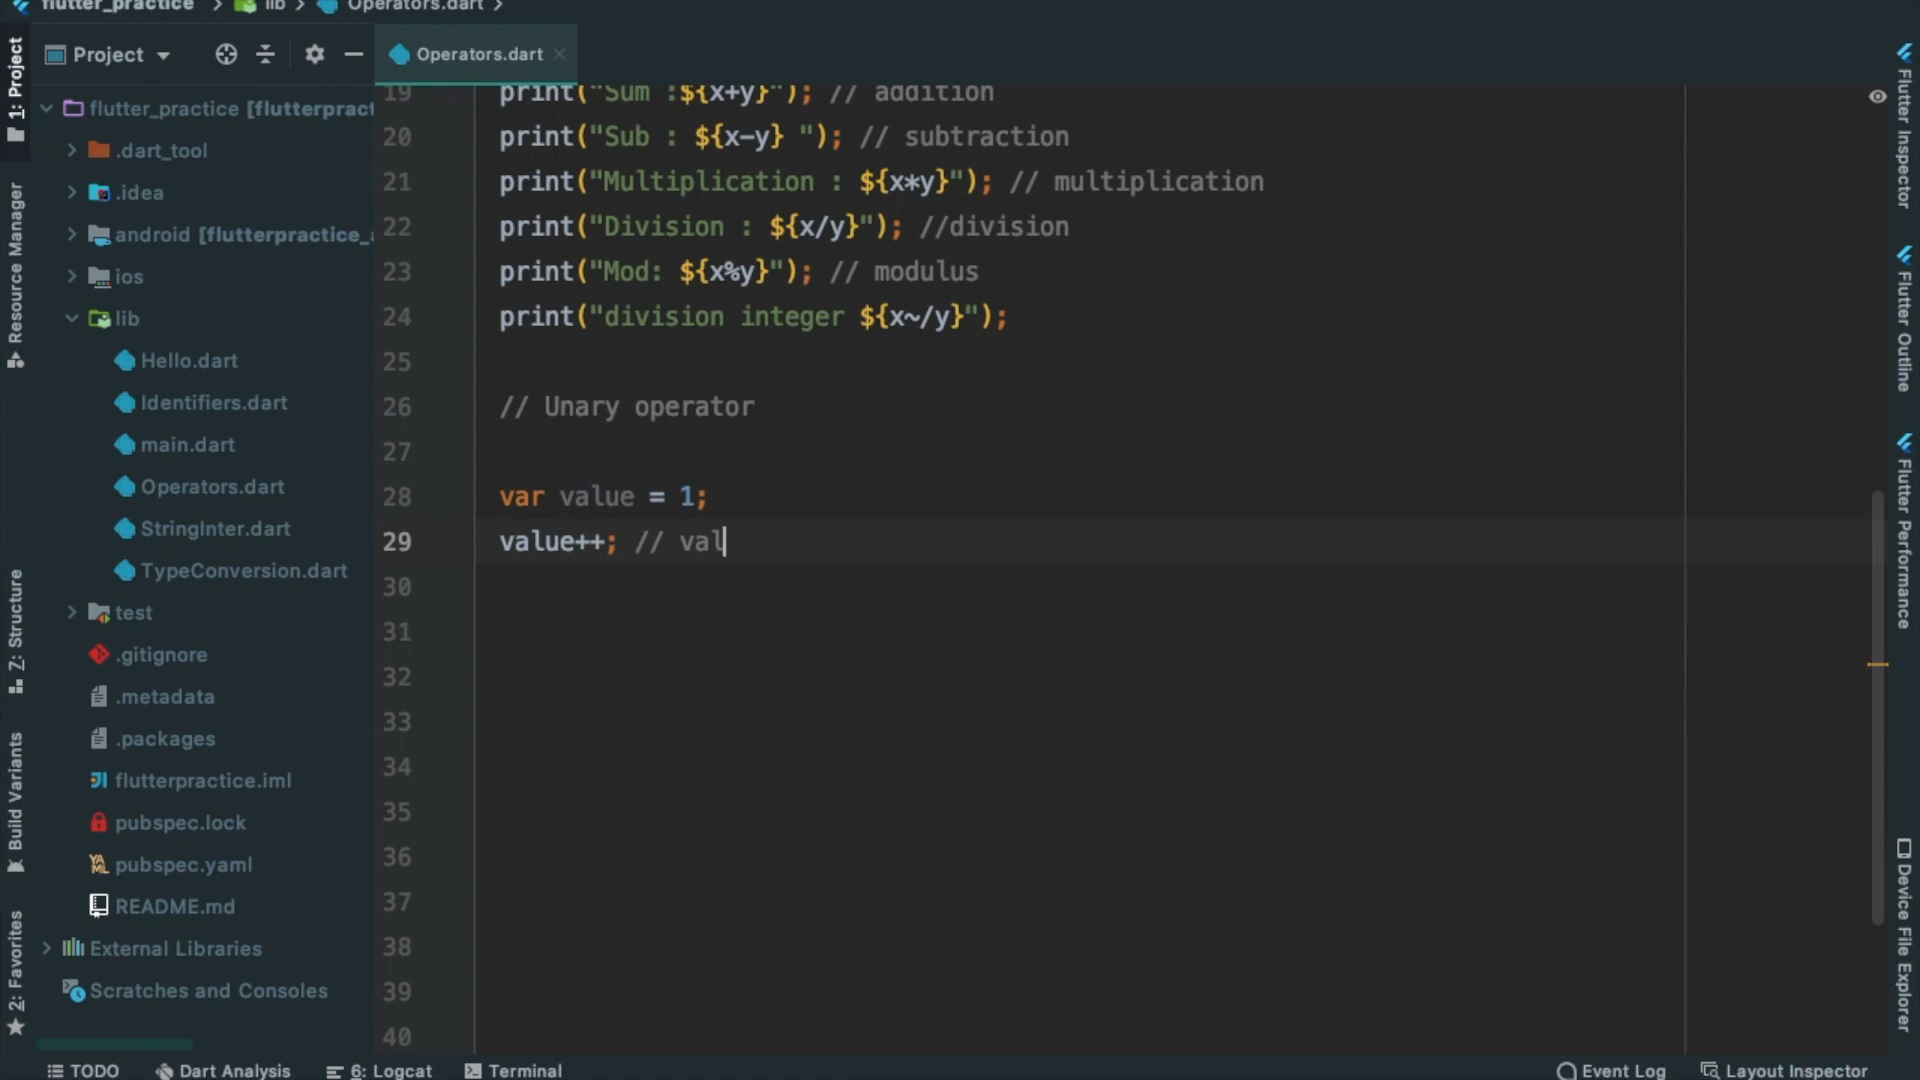 flutter_practice > lib > Operators.dart >
Project
Operators.dart
1: Project
Resource Manager
7: Structure
Build Variants
2: Favorites
flutter_practice [flutterpract
.dart_tool
.idea
android [flutterpractice_a
ios
lib
Hello.dart
Identifiers.dart
main.dart
Operators.dart
StringInter.dart
TypeConversion.dart
test
.gitignore
.metadata
.packages
flutterpractice.iml
pubspec.lock
pubspec.yaml
README.md
External Libraries
Scratches and Consoles
19 print("Sum :${x+y}"); // addition
20 print("Sub : ${x-y} "); // subtraction
21 print("Multiplication : ${x*y}"); // multiplication
22 print("Division : ${x/y}"); //division
23 print("Mod: ${x%y}"); // modulus
24 print("division integer ${x~/y}");
25
26 // Unary operator
27
28 var value = 1;
29 value++; // val
30
31
32
33
34
35
36
37
38
39
40
Flutter Inspector
Flutter Outline
Flutter Performance
Device File Explorer
TODO Dart Analysis 6: Logcat Terminal Event Log Layout Inspector